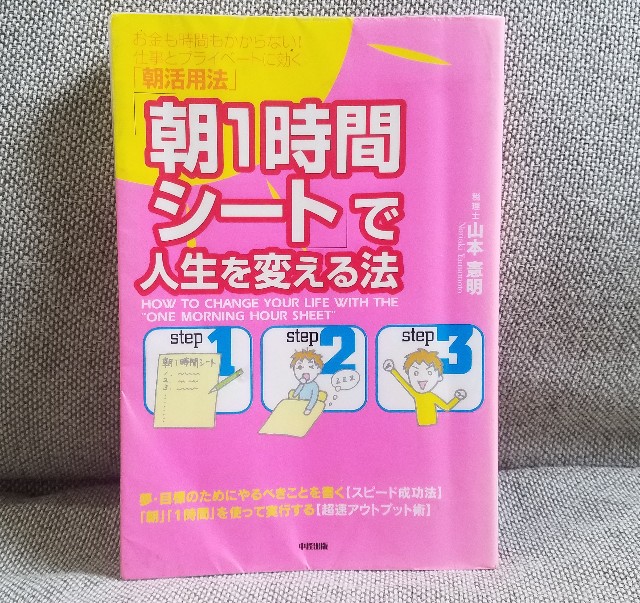 お金も時間もかからない!
仕事とプライベートに効く
「朝活用法」
「朝1時間
シート」で
人生を変える法
HOW TO CHANGE YOUR LIFE WITH THE
"ONE MORNING HOUR SHEET"
税理士 山本憲明
Noriaki Yamamoto
step 1
朝1時間シート
1
2
3
step 2
zzz
step 3
夢・目標のためにやるべきことを書く【スピード成功法】
「朝」「1時間」を使って実行する【超速アウトプット術】
中経出版